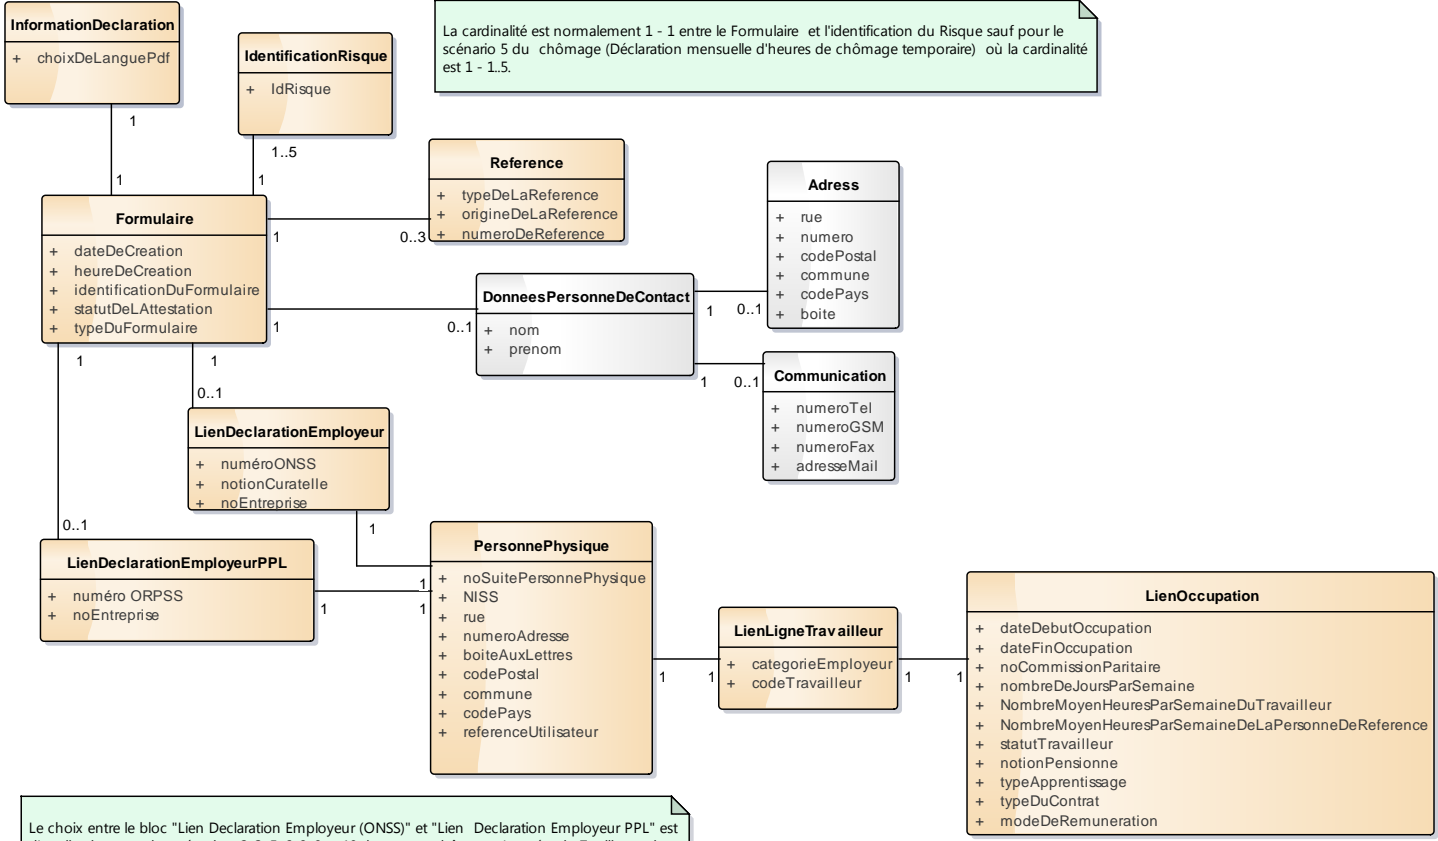 InformationDeclaration
+ choixDeLanguePdf
1
1
IdentificationRisque
+ IdRisque
1..5
1
La cardinalité est normalement 1 - 1 entre le Formulaire et l'identification du Risque sauf pour le
scénario 5 du chômage (Déclaration mensuelle d'heures de chômage temporaire) où la cardinalité
est 1 - 1..5.
Reference
+ typeDeLaReference
+ origineDeLaReference
+ numeroDeReference
1
0..3
Formulaire
+ dateDeCreation
+ heureDeCreation
+ identificationDuFormulaire
+ statutDeLAttestation
+ typeDuFormulaire
1
0..1
DonneesPersonneDeContact
+ nom
+ prenom
1
0..1
Adress
+ rue
+ numero
+ codePostal
+ commune
+ codePays
+ boite
1
0..1
Communication
+ numeroTel
+ numeroGSM
+ numeroFax
+ adresseMail
1
1
0..1
LienDeclarationEmployeur
+ numéroONSS
+ notionCuratelle
+ noEntreprise
1
0..1
LienDeclarationEmployeurPPL
+ numéro ORPSS
+ noEntreprise
1
1
1
PersonnePhysique
+ noSuitePersonnePhysique
+ NISS
+ rue
+ numeroAdresse
+ boiteAuxLettres
+ codePostal
+ commune
+ codePays
+ referenceUtilisateur
1
1
LienLigneTravailleur
+ categorieEmployeur
+ codeTravailleur
1
1
LienOccupation
+ dateDebutOccupation
+ dateFinOccupation
+ noCommissionParitaire
+ nombreDeJoursParSemaine
+ NombreMoyenHeuresParSemaineDuTravailleur
+ NombreMoyenHeuresParSemaineDeLaPersonneDeReference
+ statutTravailleur
+ notionPensionne
+ typeApprentissage
+ typeDuContrat
+ modeDeRemuneration
Le choix entre le bloc "Lien Declaration Employeur (ONSS)" et "Lien Declaration Employeur PPL" est